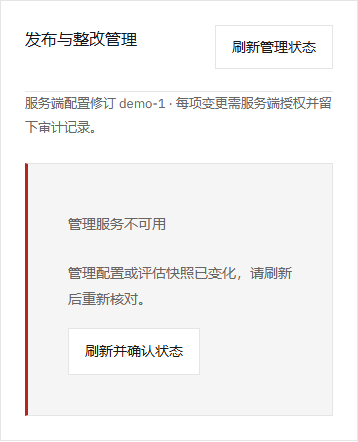 发布与整改管理
刷新管理状态
服务端配置修订 demo-1 · 每项变更需服务端授权并留
下审计记录。
管理服务不可用
管理配置或评估快照已变化，请刷新
后重新核对。
刷新并确认状态